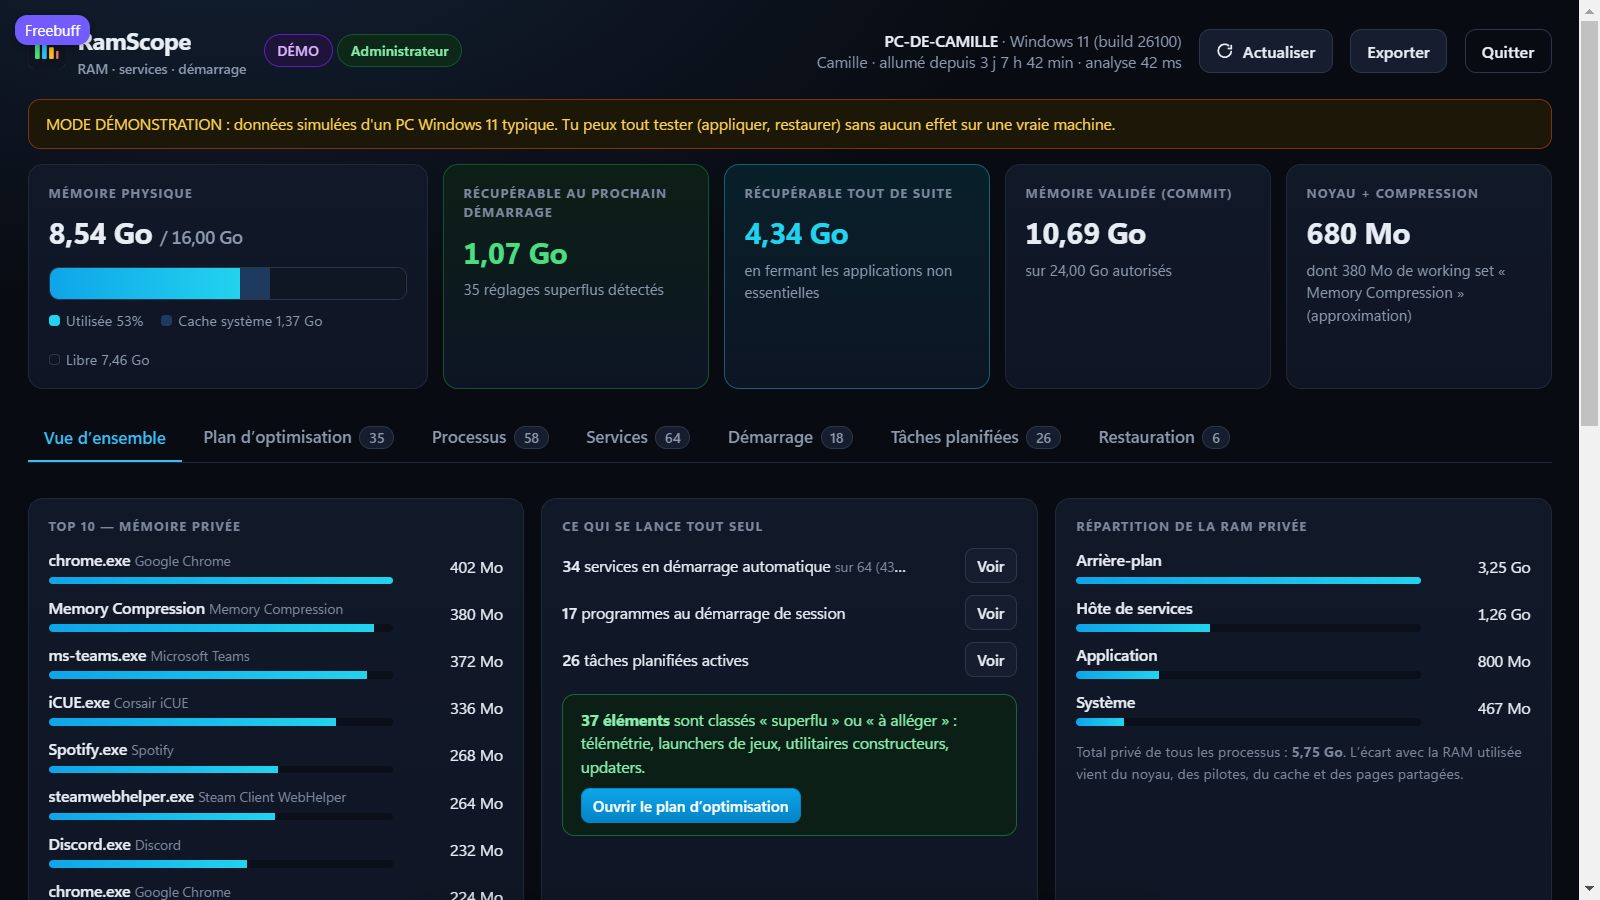 Freebuff
RamScope
RAM · services · démarrage
DÉMO
Administrateur
PC-DE-CAMILLE · Windows 11 (build 26100)
Camille · allumé depuis 3 j 7 h 42 min · analyse 42 ms
Actualiser
Exporter
Quitter
MODE DÉMONSTRATION : données simulées d'un PC Windows 11 typique. Tu peux tout tester (appliquer, restaurer) sans aucun effet sur une vraie machine.
MÉMOIRE PHYSIQUE
8,54 Go / 16,00 Go
Utilisée 53%
Cache système 1,37 Go
Libre 7,46 Go
RÉCUPÉRABLE AU PROCHAIN
DÉMARRAGE
1,07 Go
35 réglages superflus détectés
RÉCUPÉRABLE TOUT DE SUITE
4,34 Go
en fermant les applications non
essentielles
MÉMOIRE VALIDÉE (COMMIT)
10,69 Go
sur 24,00 Go autorisés
NOYAU + COMPRESSION
680 Mo
dont 380 Mo de working set «
Memory Compression »
(approximation)
Vue d’ensemble
Plan d’optimisation 35
Processus 58
Services 64
Démarrage 18
Tâches planifiées 26
Restauration 6
TOP 10 — MÉMOIRE PRIVÉE
chrome.exe Google Chrome
402 Mo
Memory Compression Memory Compression
380 Mo
ms-teams.exe Microsoft Teams
372 Mo
iCUE.exe Corsair iCUE
336 Mo
Spotify.exe Spotify
268 Mo
steamwebhelper.exe Steam Client WebHelper
264 Mo
Discord.exe Discord
232 Mo
chrome.exe Google Chrome
224 Mo
CE QUI SE LANCE TOUT SEUL
34 services en démarrage automatique sur 64 (43...
Voir
17 programmes au démarrage de session
Voir
26 tâches planifiées actives
Voir
37 éléments sont classés « superflu » ou « à alléger » :
télémétrie, launchers de jeux, utilitaires constructeurs,
updaters.
Ouvrir le plan d’optimisation
RÉPARTITION DE LA RAM PRIVÉE
Arrière-plan
3,25 Go
Hôte de services
1,26 Go
Application
800 Mo
Système
467 Mo
Total privé de tous les processus : 5,75 Go. L’écart avec la RAM utilisée
vient du noyau, des pilotes, du cache et des pages partagées.